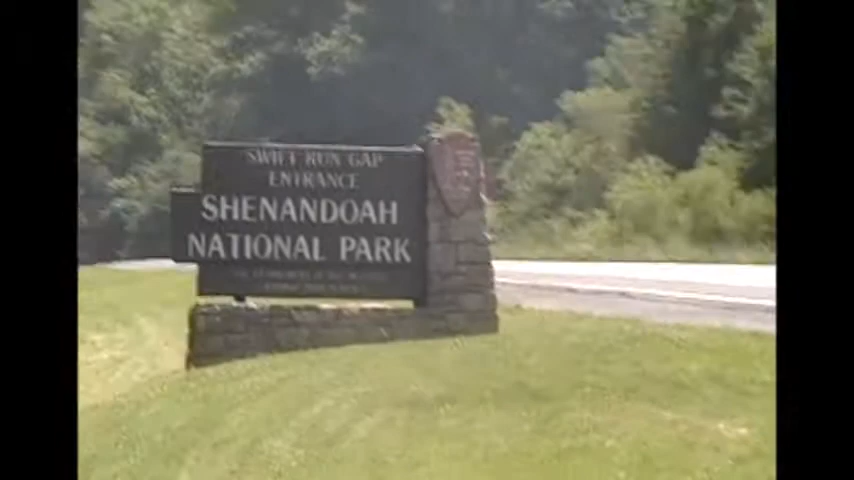 SWIFT RUN GAP
ENTRANCE
SHENANDOAH
NATIONAL PARK